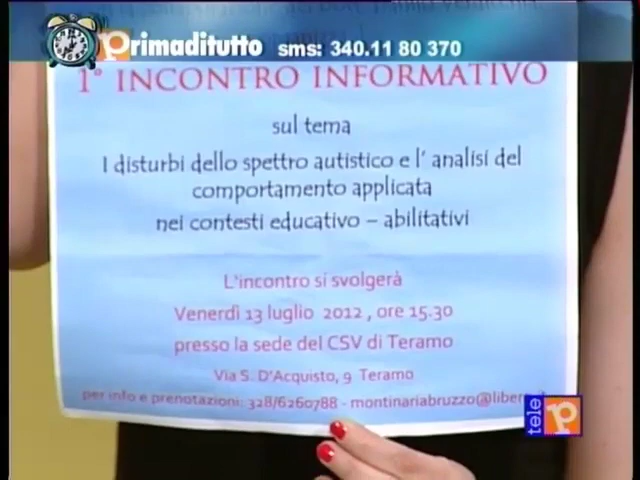 Primaditutto sms: 340.11 80 370
1° INCONTRO INFORMATIVO
sul tema
I disturbi dello spettro autistico e l' analisi del
comportamento applicata
nei contesti educativo – abilitativi
L'incontro si svolgerà
Venerdì 13 luglio 2012 , ore 15.30
presso la sede del CSV di Teramo
Via S. D'Acquisto, 9 Teramo
per info e prenotazioni: 328/6260788 - montinariabruzzo@libero.it
tele P